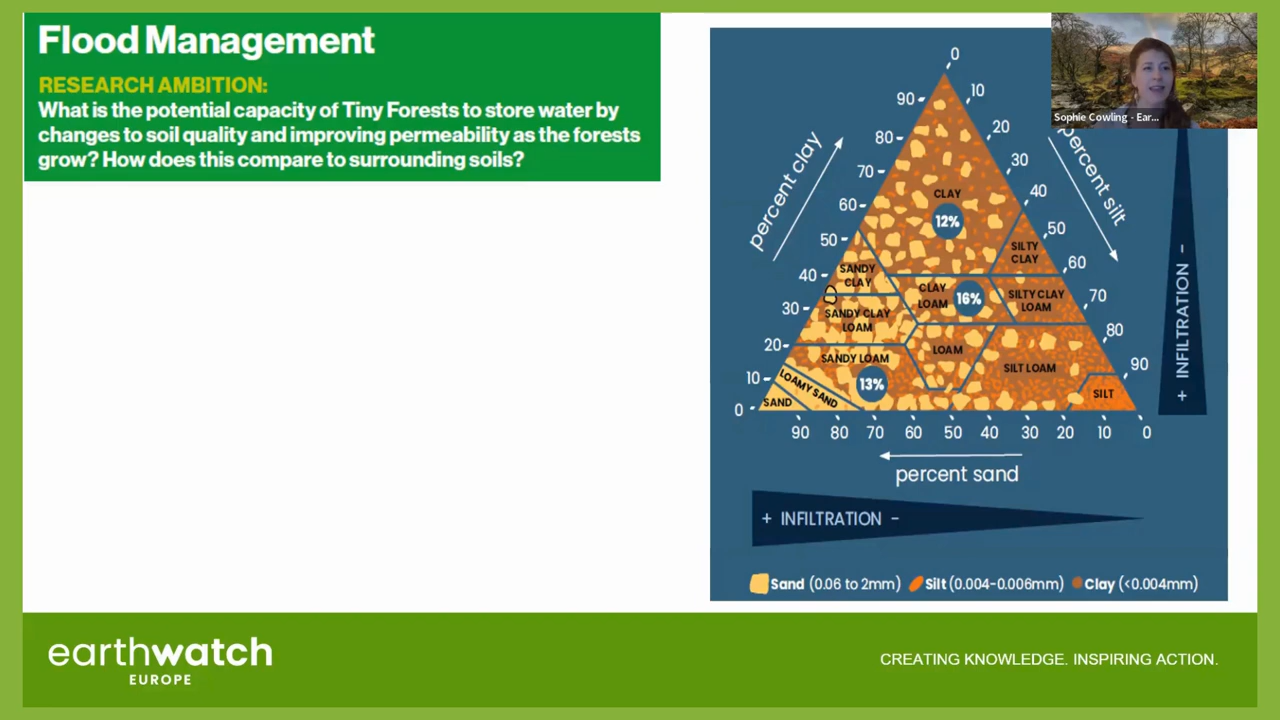 Flood Management
RESEARCH AMBITION:
What is the potential capacity of Tiny Forests to store water by
changes to soil quality and improving permeability as the forests
grow? How does this compare to surrounding soils?
Sophie Cowling - Ear...
percent clay
90
80
70
60
50
40
30
20
10
0
percent silt
0
10
20
30
40
50
60
70
80
90
CLAY
12%
SILTY
CLAY
SANDY
CLAY
CLAY
LOAM
16%
SILTY CLAY
LOAM
SANDY CLAY
LOAM
LOAM
SANDY LOAM
13%
SILT LOAM
LOAMY SAND
SAND
SILT
90 80 70 60 50 40 30 20 10 0
percent sand
+ INFILTRATION -
+ INFILTRATION -
Sand (0.06 to 2mm) Silt (0.004-0.006mm) Clay (<0.004mm)
earthwatch
EUROPE
CREATING KNOWLEDGE. INSPIRING ACTION.